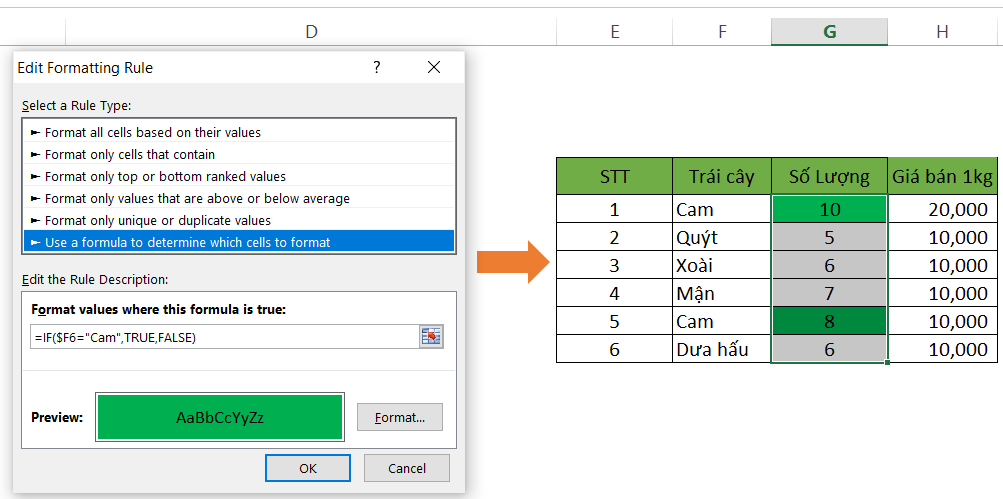 D E F G H
Edit Formatting Rule ? ×
Select a Rule Type:
► Format all cells based on their values
► Format only cells that contain
► Format only top or bottom ranked values
► Format only values that are above or below average
► Format only unique or duplicate values
► Use a formula to determine which cells to format
Edit the Rule Description:
Format values where this formula is true:
=IF($F6="Cam",TRUE,FALSE)
Preview: AaBbCcYyZz Format...
OK Cancel
STT Trái cây Số Lượng Giá bán 1kg
1 Cam 10 20,000
2 Quýt 5 10,000
3 Xoài 6 10,000
4 Mận 7 10,000
5 Cam 8 10,000
6 Dưa hấu 6 10,000